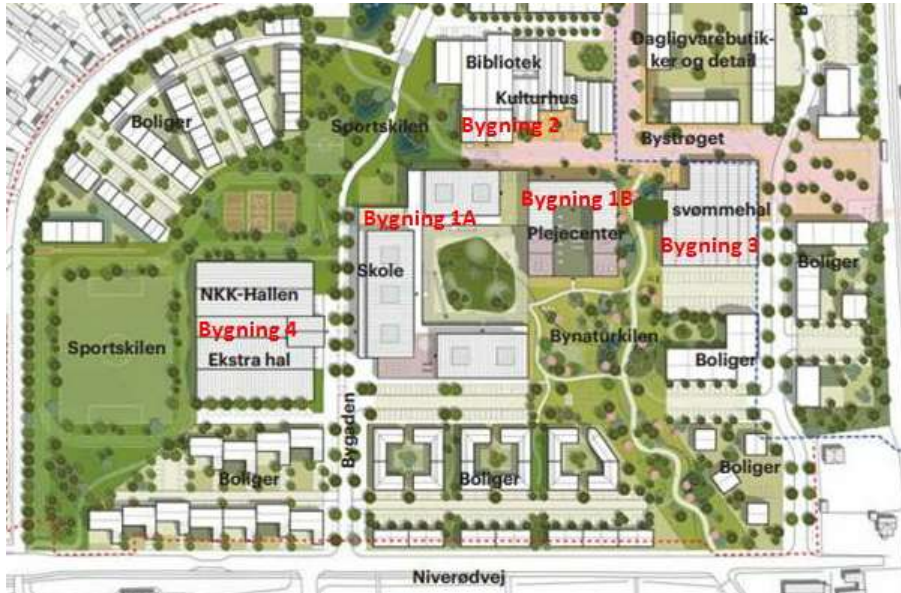 Dagligvarebutik-
ker og detail
Bibliotek
Kulturhus
Boliger
Sportskilen
Bygning 2
Bystrøget
Bygning 1A
Bygning 1B
svømmehal
Plejecenter
Bygning 3
Skole
Boliger
NKK-Hallen
Bygning 4
Sportskilen
Ekstra hal
Bynaturkilen
Boliger
Bygaden
Boliger
Boliger
Boliger
Niverødvej